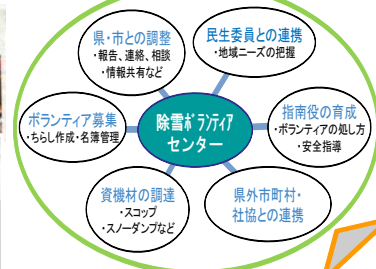 県・市との調整
・報告、連絡、相談
・情報共有など
民生委員との連携
・地域ニーズの把握
ボランティア募集
・ちらし作成・名簿管理
除雪ボランティア
センター
指南役の育成
・ボランティアの処し方
・安全指導
資機材の調達
・スコップ
・スノーダンプなど
県外市町村・
社協との連携